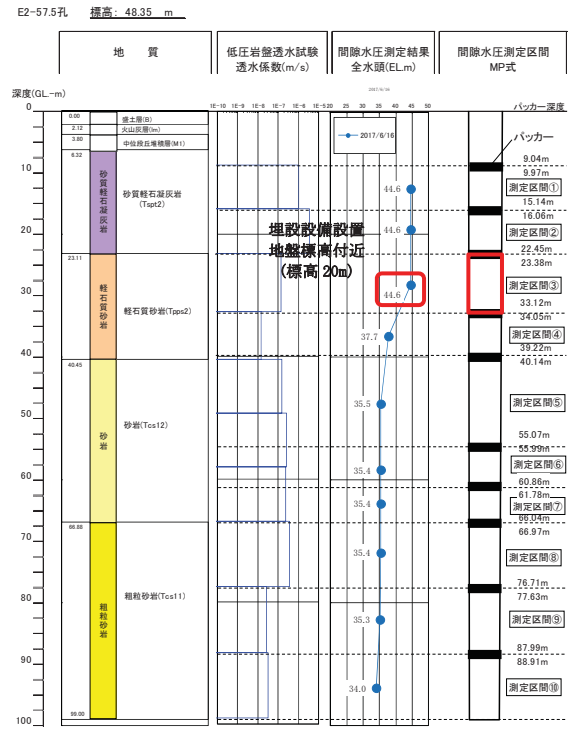 E2-57.5孔 標高: 48.35 m
地 質
低圧岩盤透水試験
透水係数(m/s)
間隙水圧測定結果
全水頭(EL.m)
間隙水圧測定区間
MP式
深度(GL.-m)
2017/6/16
1E-10 1E-9 1E-8 1E-7 1E-6 1E-5
20 25 30 35 40 45 50
パッカー深度
0
10
20
30
40
50
60
70
80
90
100
0.00
2.12
3.80
6.32
23.11
40.45
66.88
99.00
盛土層(B)
火山灰層(lm)
中位段丘堆積層(M1)
砂質軽石凝灰岩
砂質軽石凝灰岩
(Tspt2)
軽石質砂岩
軽石質砂岩(Tpps2)
砂岩
砂岩(Tcs12)
粗粒砂岩
粗粒砂岩(Tcs11)
埋設設備設置
地盤標高付近
(標高 20m)
2017/6/16
44.6
44.6
44.6
37.7
35.5
35.4
35.4
35.4
35.3
34.0
パッカー
9.04m
9.97m
測定区間①
15.14m
16.06m
測定区間②
22.45m
23.38m
測定区間③
33.12m
34.05m
測定区間④
39.22m
40.14m
測定区間⑤
55.07m
55.99m
測定区間⑥
60.86m
61.78m
測定区間⑦
66.04m
66.97m
測定区間⑧
76.71m
77.63m
測定区間⑨
87.99m
88.91m
測定区間⑩